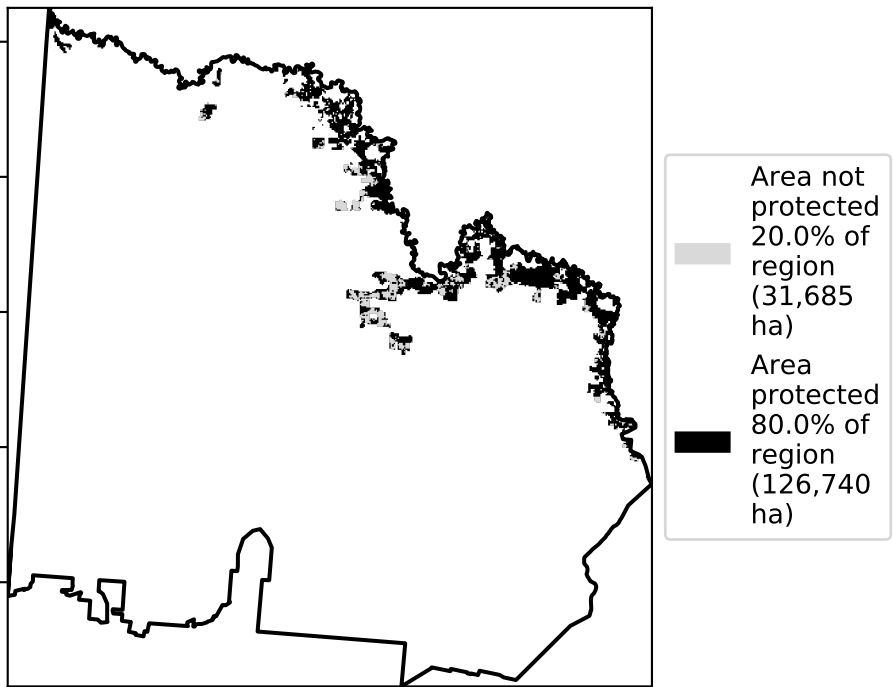 Area not
protected
20.0% of
region
(31,685
ha)
Area
protected
80.0% of
region
(126,740
ha)